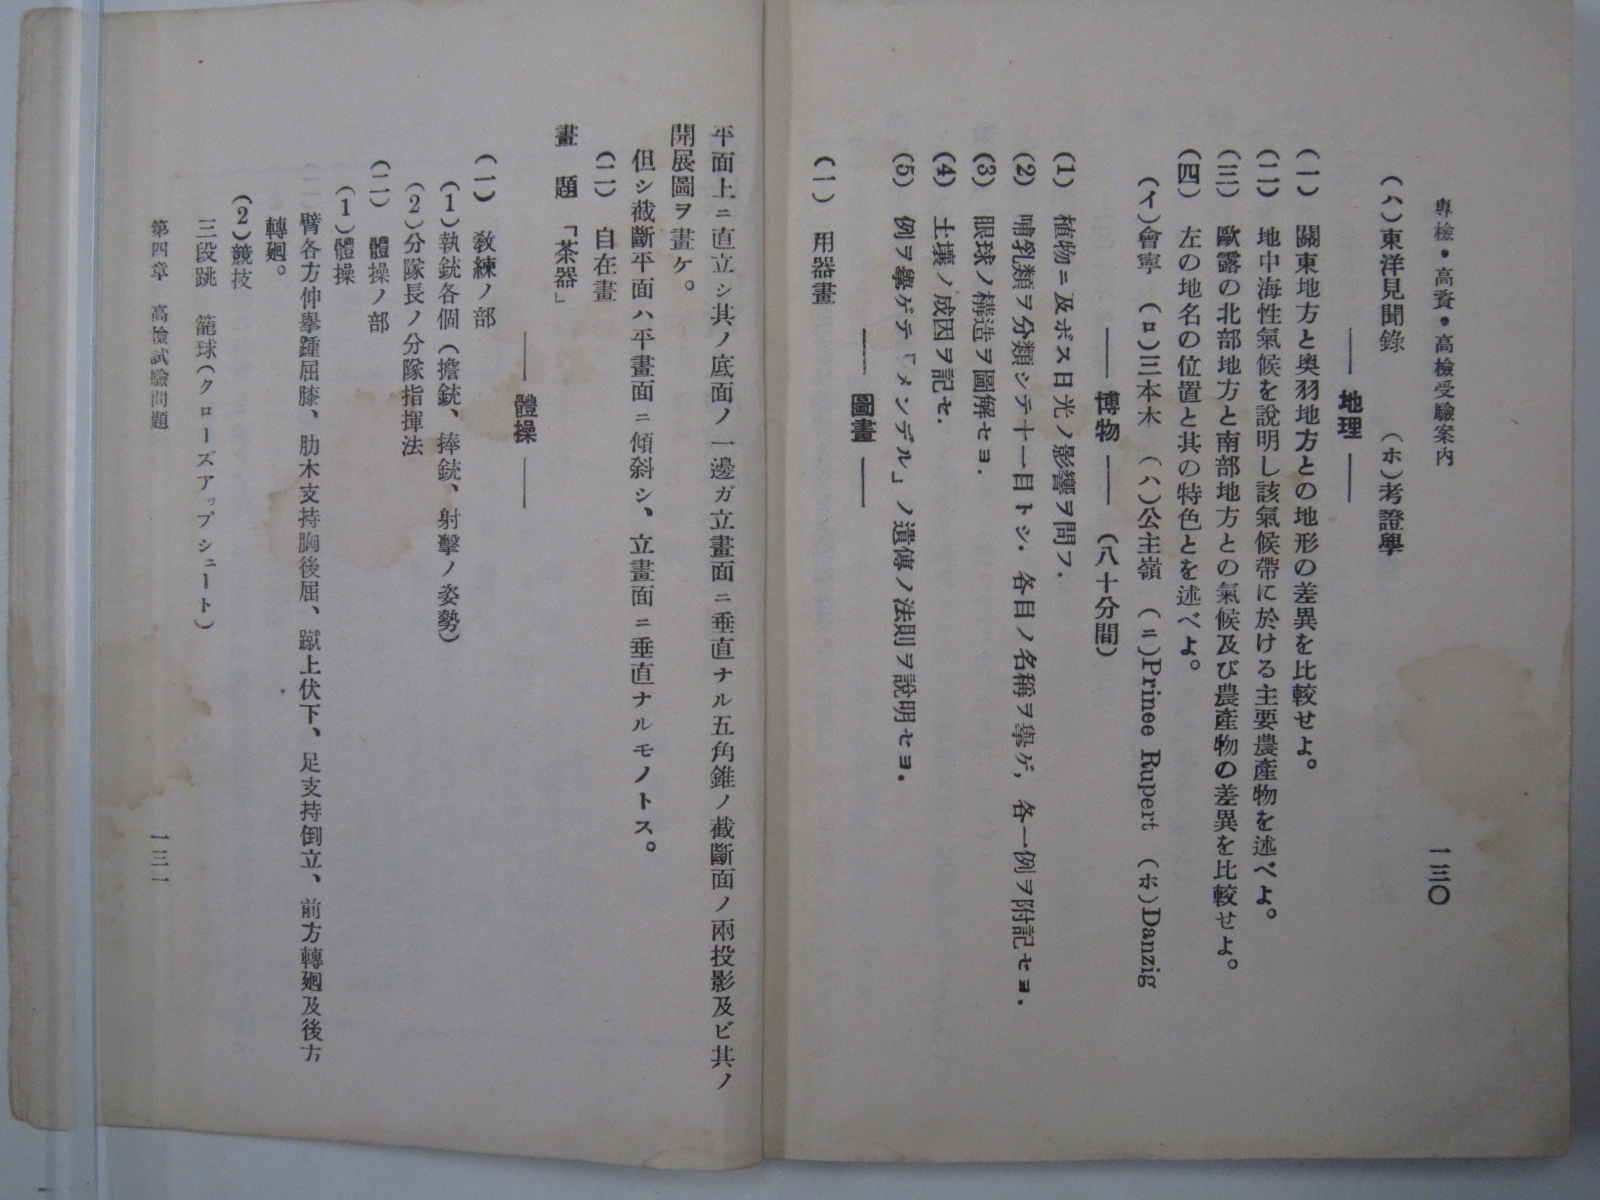 專檢・高資・高檢受驗案内
一三〇
(ハ)東洋見聞錄 (ホ)考證學
地理
(一) 關東地方と奥羽地方との地形の差異を比較せよ。
(二) 地中海性氣候を説明し該氣候帶に於ける主要農產物を述べよ。
(三) 歐露の北部地方と南部地方との氣候及び農產物の差異を比較せよ。
(四) 左の地名の位置と其の特色とを述べよ。
(イ)會寧 (ロ)三本木 (ハ)公主嶺 (ニ)Prinee Rupert (ホ)Danzig
博物 (八十分間)
(1) 植物ニ及ボス日光ノ影響ヲ問フ.
(2) 哺乳類ヲ分類シテ十一目トシ・各目ノ名稱ヲ擧ゲ, 各一例ヲ附記セヨ.
(3) 眼球ノ構造ヲ圖解セヨ.
(4) 土壤ノ成因ヲ記セ.
(5) 例ヲ擧ゲテ「メンデル」ノ遺傳ノ法則ヲ説明セヨ.
圖畫
(一) 用器畫
平面上ニ直立シ其ノ底面ノ一邊ガ立畫面ニ垂直ナル五角錐ノ截斷面ノ兩投影及ビ其ノ
開展圖ヲ畫ケ。
但シ截斷平面ハ平畫面ニ傾斜シ、立畫面ニ垂直ナルモノトス。
(二) 自在畫
畫 題 「茶器」
體操
(一) 敎練ノ部
(1)執銃各個(擔銃、捧銃、射擊ノ姿勢)
(2)分隊長ノ分隊指揮法
(二) 體操ノ部
(1)體操
臂各方伸擧踵屈膝、肋木支持胸後屈、蹴上伏下、足支持倒立、前方轉廻及後方
轉廻。
(2)競技
三段跳 籠球(クローズアップシュート)
第四章 高檢試驗問題
一三一